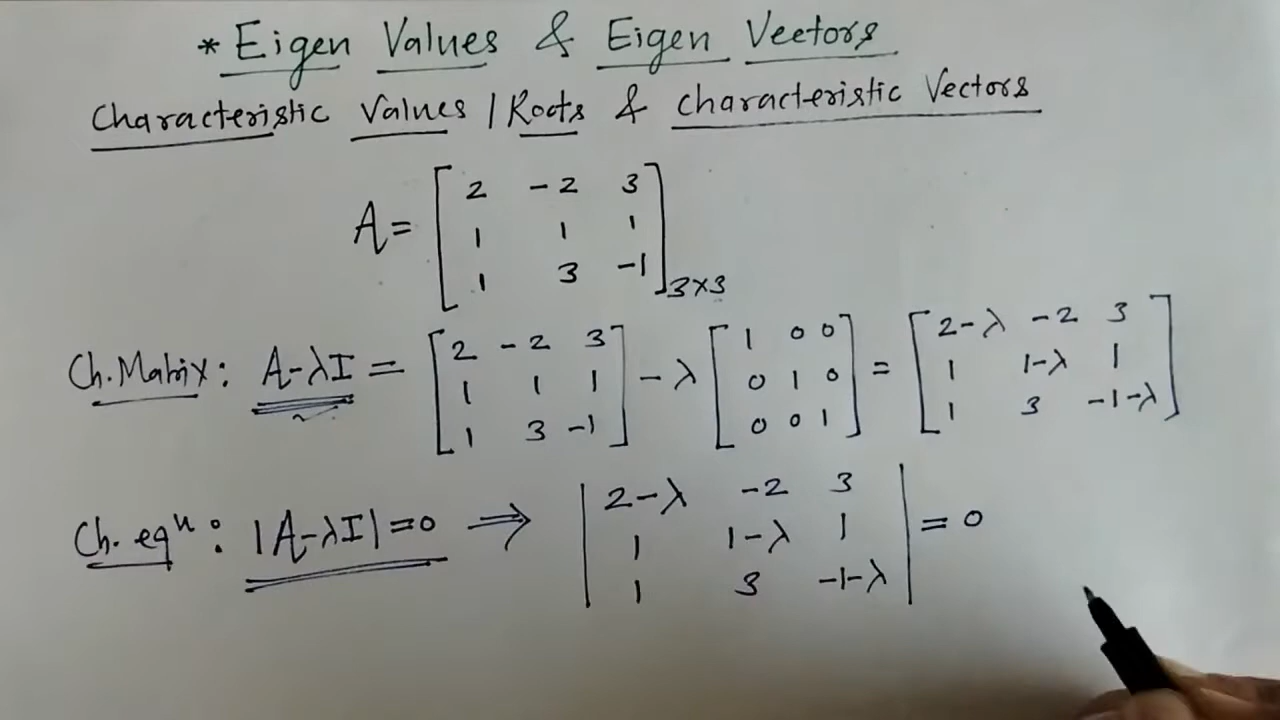 * Eigen Values & Eigen Vectors
Characteristic Values / Roots & characteristic Vectors
A = [ 2 -2 3
1 1 1
1 3 -1 ]3×3
Ch. Matrix: A-λI = [ 2 -2 3 ] - λ [ 1 0 0 ] = [ 2-λ -2 3 ]
[ 1 1 1 ] [ 0 1 0 ] [ 1 1-λ 1 ]
[ 1 3 -1 ] [ 0 0 1 ] [ 1 3 -1-λ ]
Ch. eqⁿ: |A-λI| = 0 ⟹ | 2-λ -2 3 |
| 1 1-λ 1 | = 0
| 1 3 -1-λ |